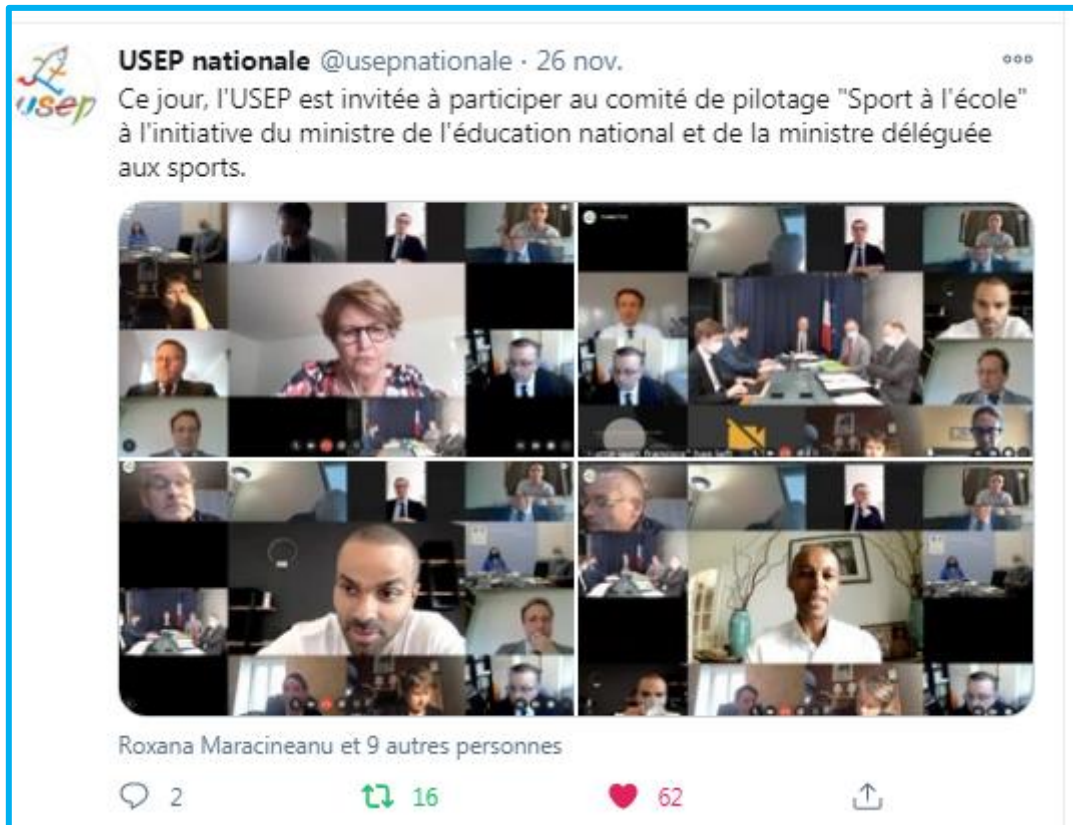 USEP nationale @usepnationale · 26 nov.
usep
Ce jour, l'USEP est invitée à participer au comité de pilotage "Sport à l'école"
à l'initiative du ministre de l'éducation national et de la ministre déléguée
aux sports.
Roxana Maracineanu et 9 autres personnes
2 16 62